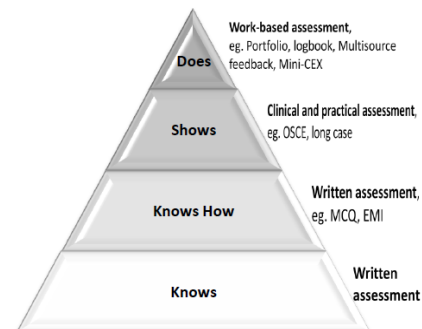 Work-based assessment,
eg. Portfolio, logbook, Multisource
feedback, Mini-CEX
Does
Clinical and practical assessment,
eg. OSCE, long case
Shows
Written assessment,
eg. MCQ, EMI
Knows How
Written
assessment
Knows